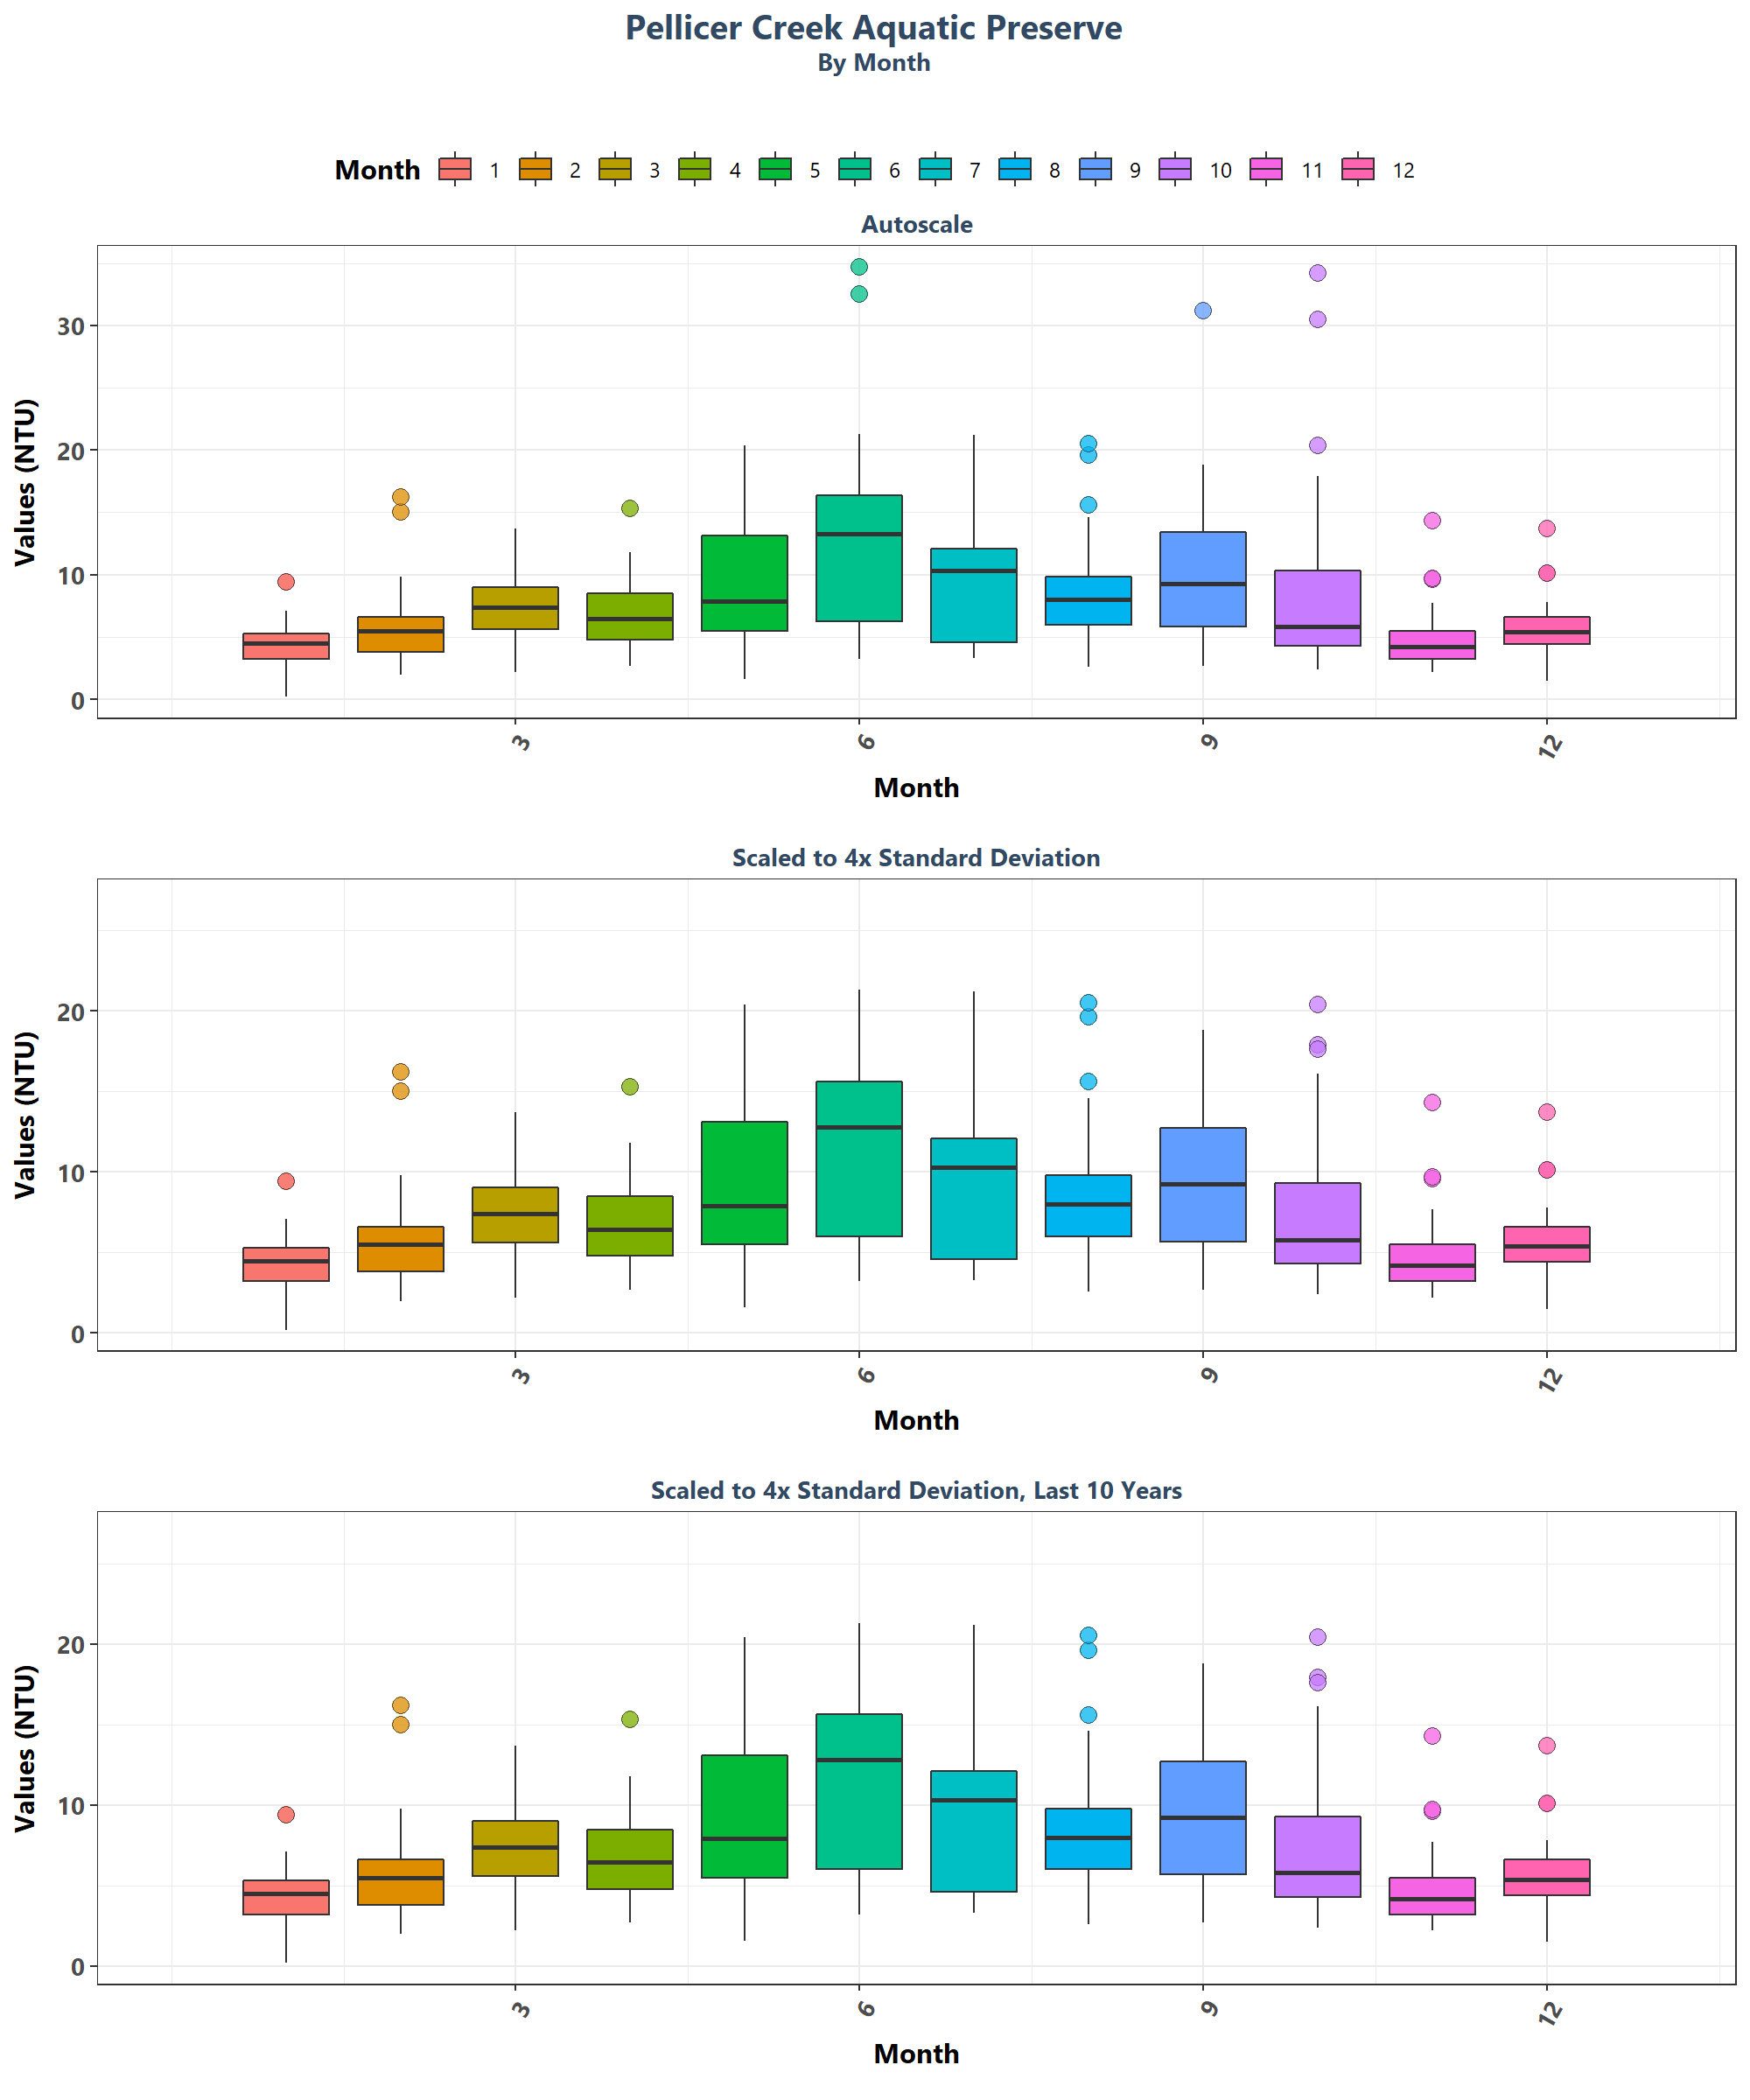 Pellicer Creek Aquatic Preserve
By Month
Month 1 2 3 4 5 6 7 8 9 10 11 12
Autoscale
Values (NTU)
30
20
10
0
3 6 9 12
Month
Scaled to 4x Standard Deviation
Values (NTU)
20
10
0
3 6 9 12
Month
Scaled to 4x Standard Deviation, Last 10 Years
Values (NTU)
20
10
0
3 6 9 12
Month